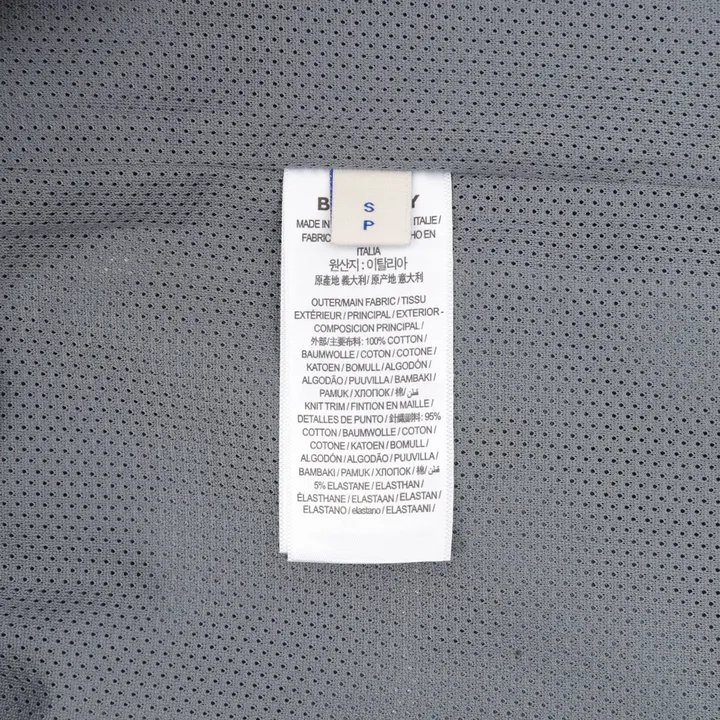 S
P
B Y
MADE IN ITALIE /
FABRIC HO EN
ITALIA
원산지 : 이탈리아
原產地 義大利/ 原产地 意大利
OUTER/MAIN FABRIC / TISSU
EXTÉRIEUR / PRINCIPAL / EXTERIOR -
COMPOSICION PRINCIPAL /
外部/主要布料: 100% COTTON /
BAUMWOLLE / COTON / COTONE /
KATOEN / BOMULL / ALGODÓN /
ALGODÃO / PUUVILLA / BAMBAKI /
PAMUK / ХЛОПОК / 棉/ قطن
KNIT TRIM / FINTION EN MAILLE /
DETALLES DE PUNTO / 針織副料: 95%
COTTON / BAUMWOLLE / COTON /
COTONE / KATOEN / BOMULL /
ALGODÓN / ALGODÃO / PUUVILLA /
BAMBAKI / PAMUK / ХЛОПОК / 棉/ قطن
5% ELASTANE / ELASTHAN /
ÉLASTHANE / ELASTAAN / ELASTAN /
ELASTANO / elastano / ELASTAANI /